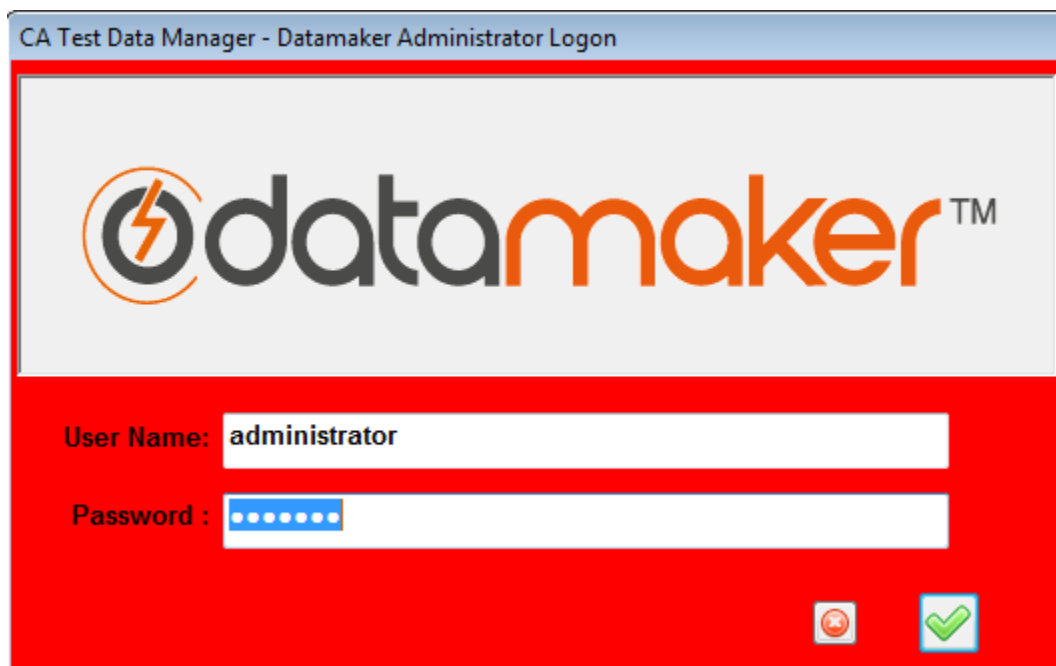 CA Test Data Manager - Datamaker Administrator Logon
datamaker™
User Name: administrator
Password : •••••••